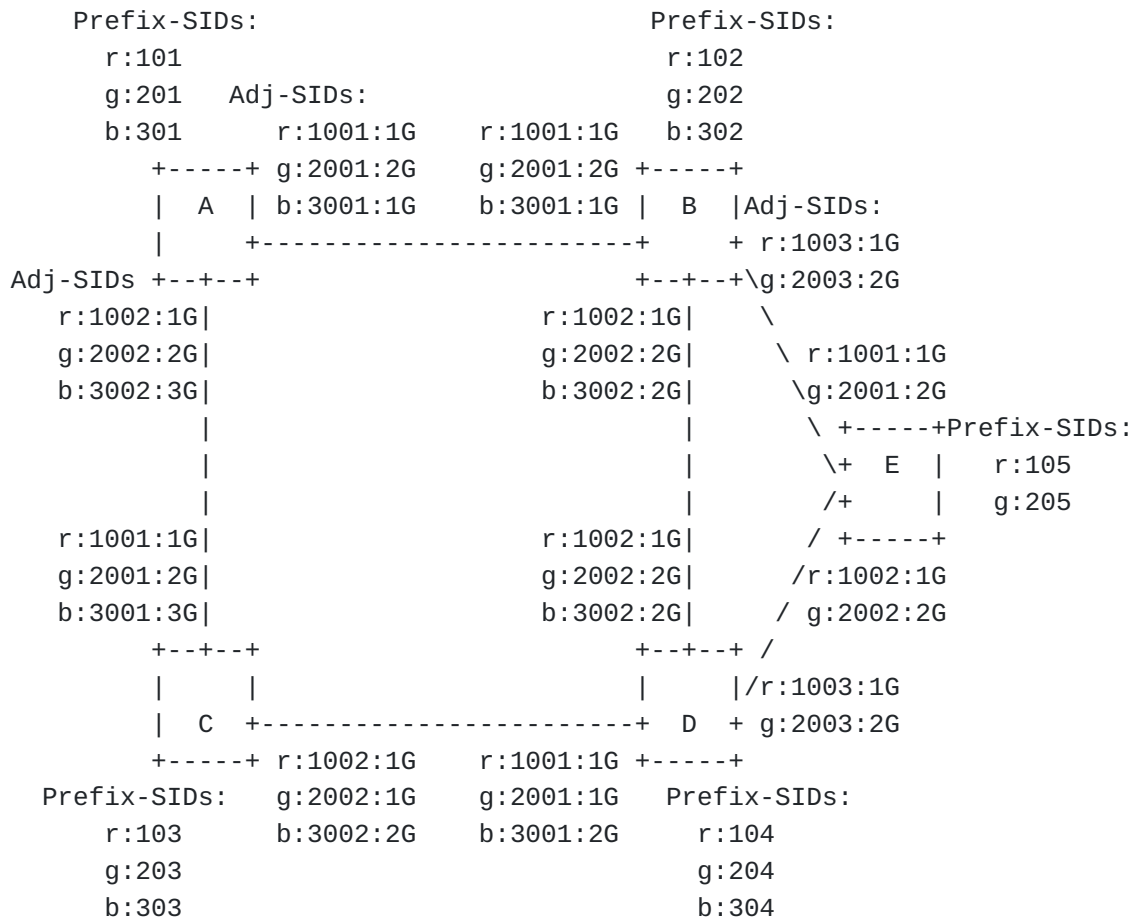 Prefix-SIDs: Prefix-SIDs:
r:101 r:102
g:201 Adj-SIDs: g:202
b:301 r:1001:1G r:1001:1G b:302
+-----+ g:2001:2G g:2001:2G +-----+
| A | b:3001:1G b:3001:1G | B |Adj-SIDs:
| +------------------------+ + r:1003:1G
Adj-SIDs +--+--+ +--+--+\g:2003:2G
r:1002:1G| r:1002:1G| \
g:2002:2G| g:2002:2G| \ r:1001:1G
b:3002:3G| b:3002:2G| \g:2001:2G
| | \ +-----+Prefix-SIDs:
| | \+ E | r:105
| | /+ | g:205
r:1001:1G| r:1002:1G| / +-----+
g:2001:2G| g:2002:2G| /r:1002:1G
b:3001:3G| b:3002:2G| / g:2002:2G
+--+--+ +--+--+ /
| | | |/r:1003:1G
| C +------------------------+ D + g:2003:2G
+-----+ r:1002:1G r:1001:1G +-----+
Prefix-SIDs: g:2002:1G g:2001:1G Prefix-SIDs:
r:103 b:3002:2G b:3001:2G r:104
g:203 g:204
b:303 b:304